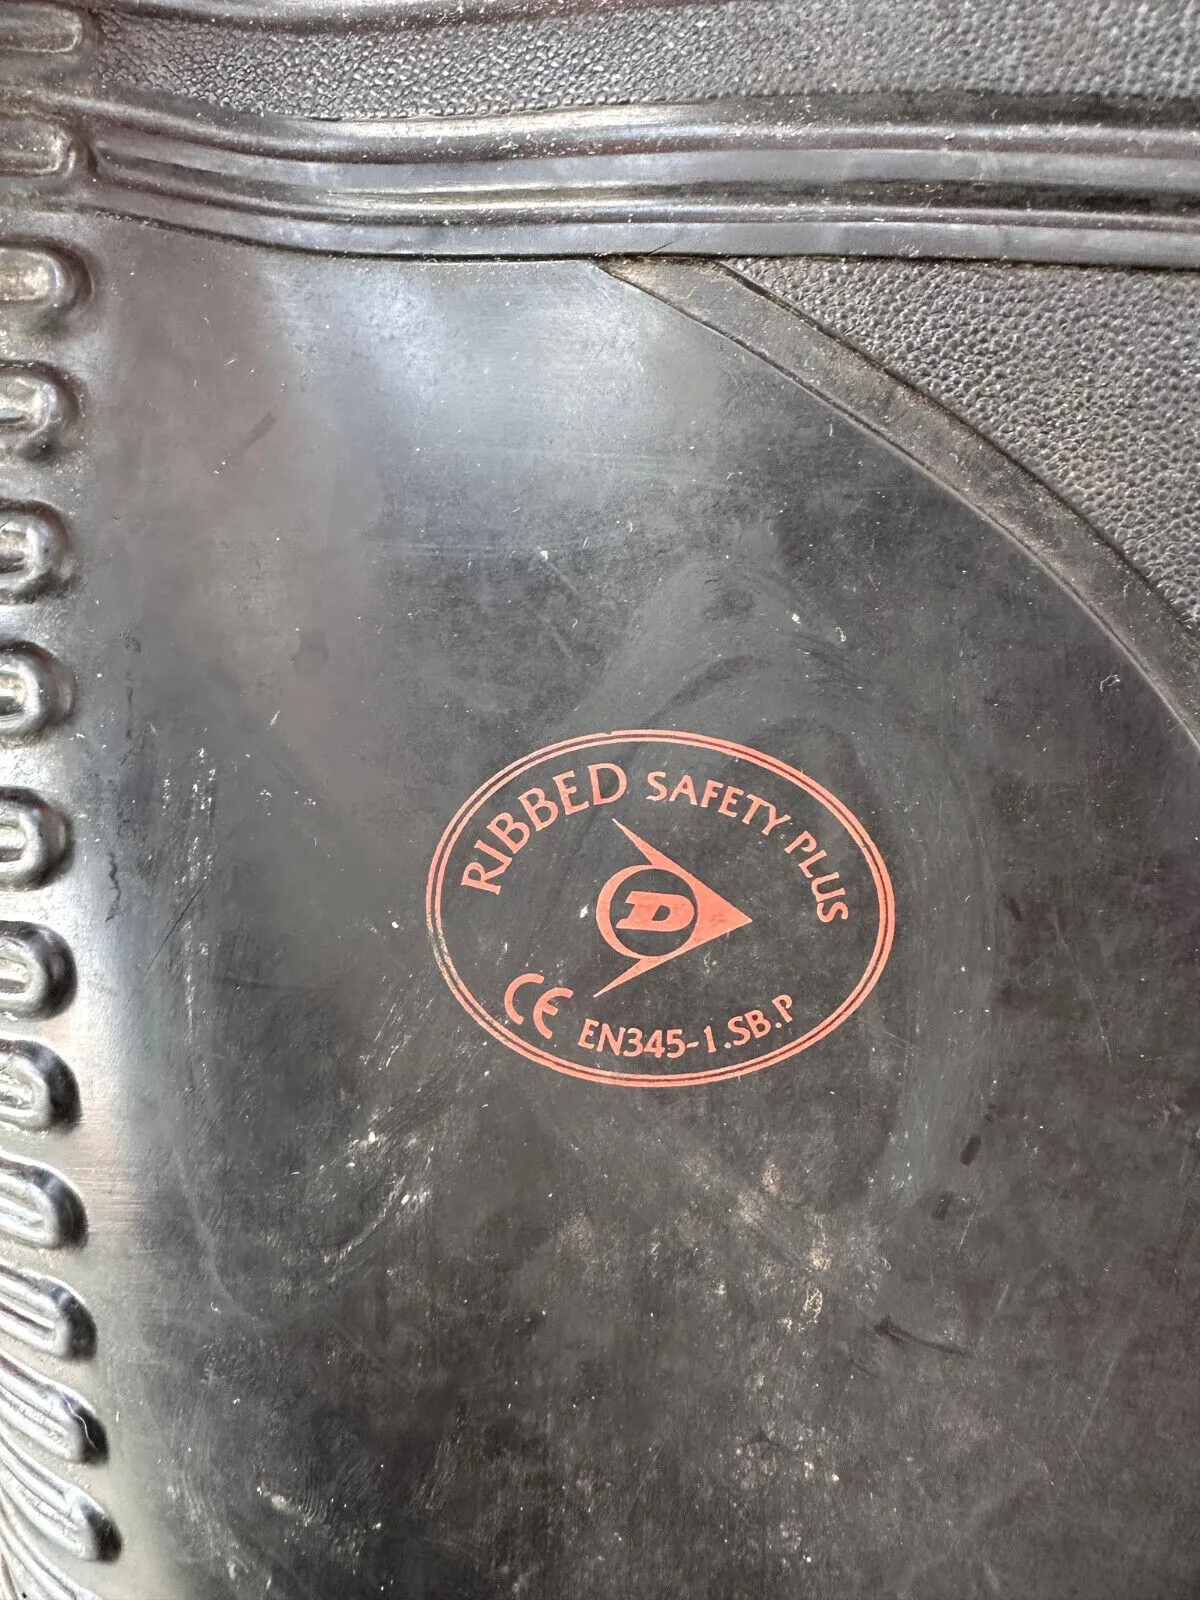 RIBBED SAFETY PLUS
D
CE EN345-1.SB.P